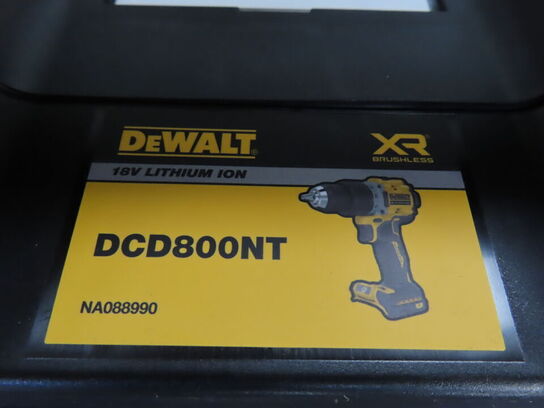 DEWALT
XR
BRUSHLESS
18V LITHIUM ION
DCD800NT
NA088990